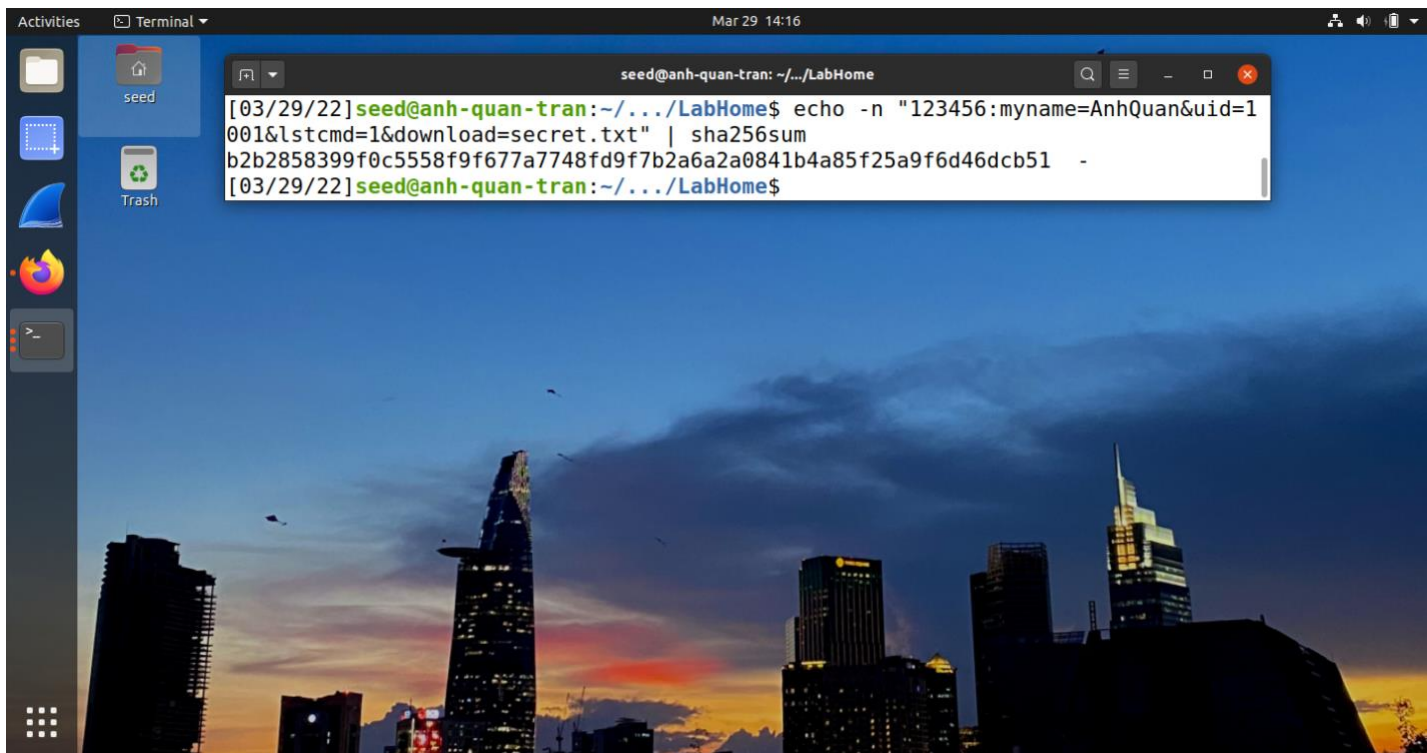 Activities
Terminal
Mar 29 14:16
seed
Trash
seed@anh-quan-tran: ~/.../LabHome
[03/29/22]seed@anh-quan-tran:~/.../LabHome$ echo -n "123456:myname=AnhQuan&uid=1
001&lstcmd=1&download=secret.txt" | sha256sum
b2b2858399f0c5558f9f677a7748fd9f7b2a6a2a0841b4a85f25a9f6d46dcb51  -
[03/29/22]seed@anh-quan-tran:~/.../LabHome$